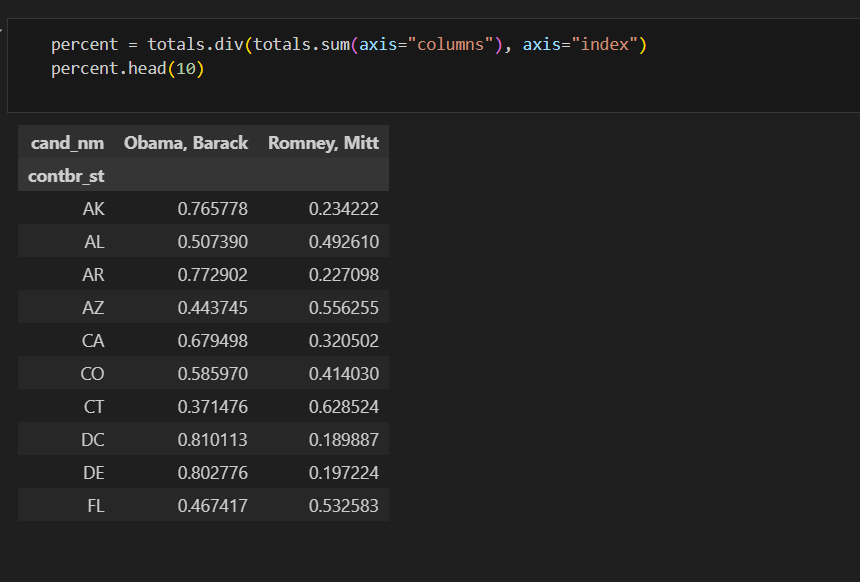 percent = totals.div(totals.sum(axis="columns"), axis="index")
percent.head(10)
cand_nm Obama, Barack Romney, Mitt
contbr_st
AK 0.765778 0.234222
AL 0.507390 0.492610
AR 0.772902 0.227098
AZ 0.443745 0.556255
CA 0.679498 0.320502
CO 0.585970 0.414030
CT 0.371476 0.628524
DC 0.810113 0.189887
DE 0.802776 0.197224
FL 0.467417 0.532583